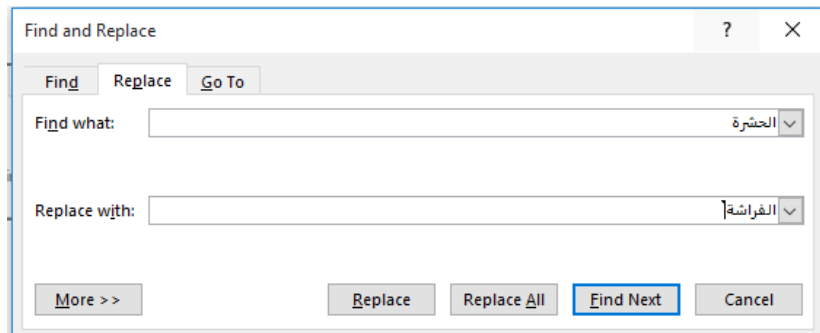 Find and Replace ? ×
Find Replace Go To
Find what: الحشرة
Replace with: الفراشة
More >> Replace Replace All Find Next Cancel